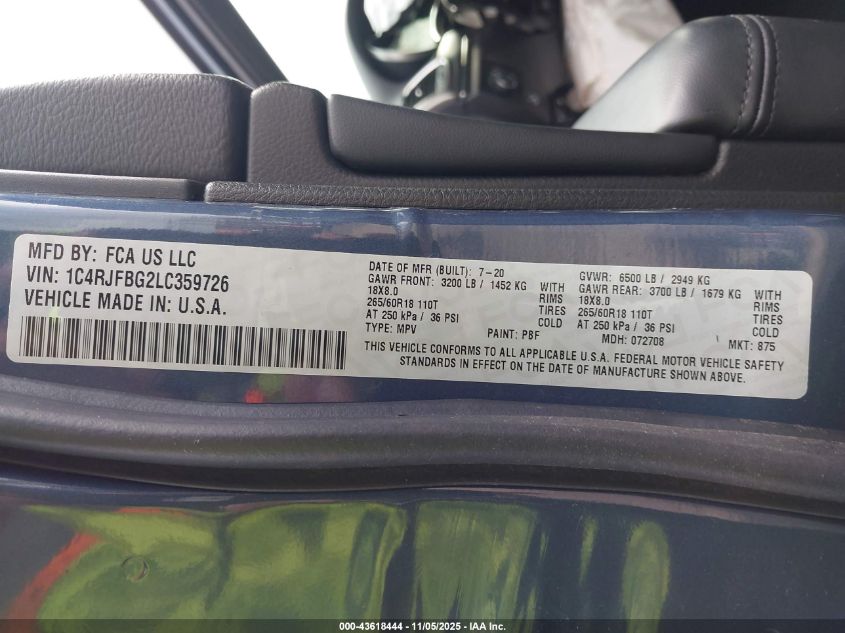 MFD BY: FCA US LLC
VIN: 1C4RJFBG2LC359726
VEHICLE MADE IN: U.S.A.
DATE OF MFR (BUILT): 7-20
GAWR FRONT: 3200 LB / 1452 KG WITH
18X8.0 RIMS
265/60R18 110T TIRES
AT 250 kPa / 36 PSI COLD
TYPE: MPV PAINT: PBF
GVWR: 6500 LB / 2949 KG
GAWR REAR: 3700 LB / 1679 KG WITH
18X8.0 RIMS
265/60R18 110T TIRES
AT 250 kPa / 36 PSI COLD
MDH: 072708 MKT: 875
THIS VEHICLE CONFORMS TO ALL APPLICABLE U.S.A. FEDERAL MOTOR VEHICLE SAFETY
STANDARDS IN EFFECT ON THE DATE OF MANUFACTURE SHOWN ABOVE.
000-43618444 - 11/05/2025 - IAA Inc.